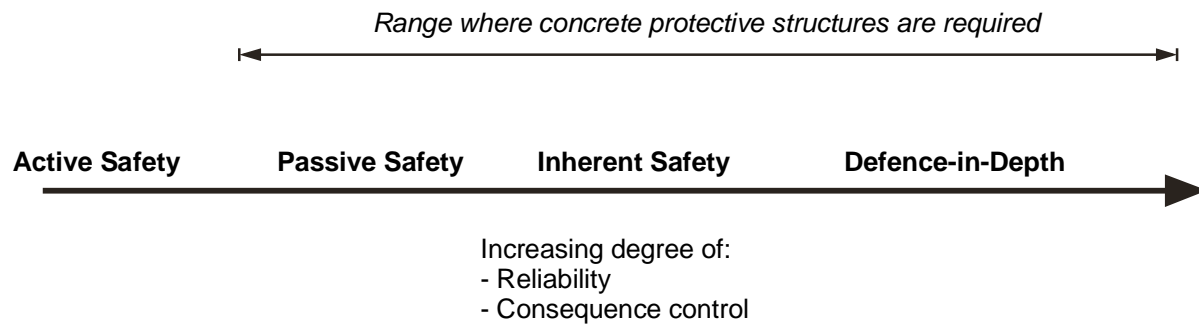 Range where concrete protective structures are required
Active Safety Passive Safety Inherent Safety Defence-in-Depth
Increasing degree of:
- Reliability
- Consequence control